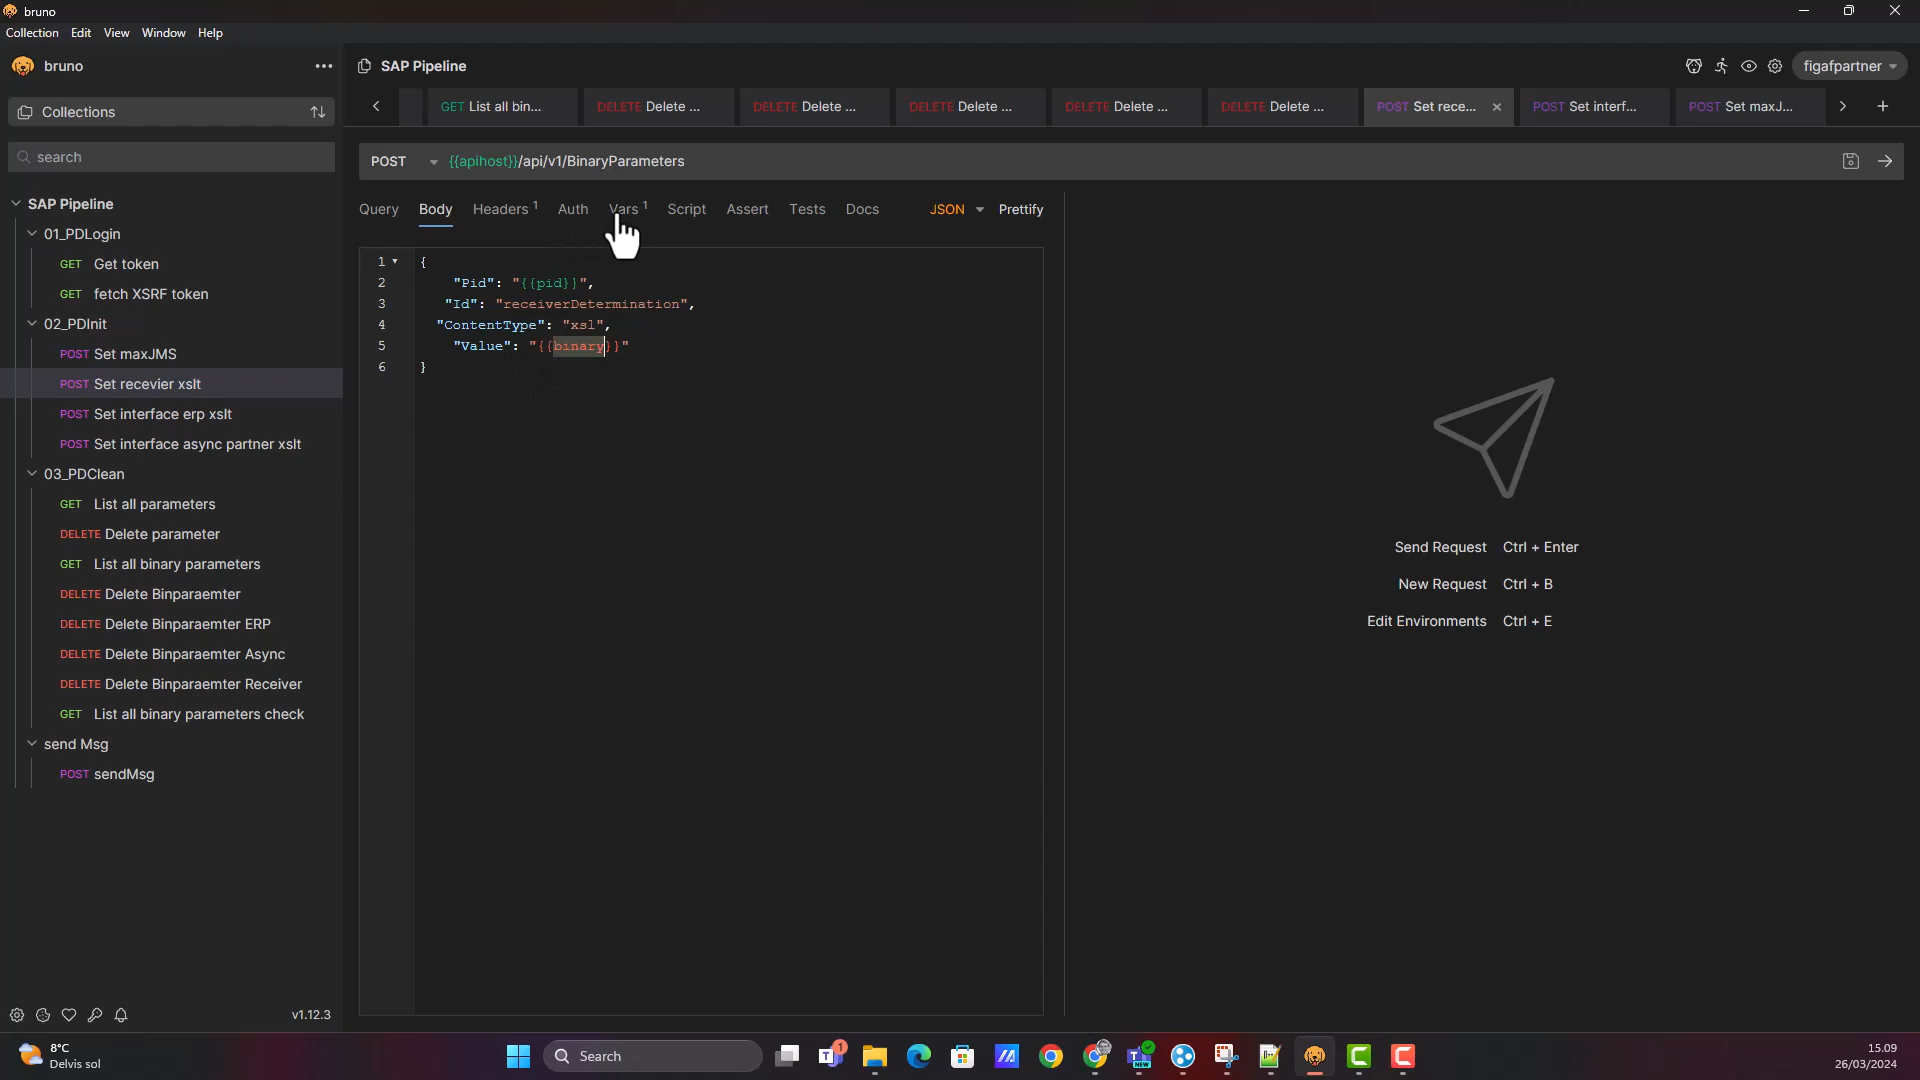 bruno
Collection Edit View Window Help
bruno
SAP Pipeline
figafpartner
Collections
GET List all bin...
DELETE Delete ...
DELETE Delete ...
DELETE Delete ...
DELETE Delete ...
DELETE Delete ...
POST Set rece...
POST Set interf...
POST Set maxJ...
search
POST {{apihost}}/api/v1/BinaryParameters
Query Body Headers 1 Auth Vars 1 Script Assert Tests Docs JSON Prettify
SAP Pipeline
01_PDLogin
GET Get token
GET fetch XSRF token
02_PDInit
POST Set maxJMS
POST Set recevier xslt
POST Set interface erp xslt
POST Set interface async partner xslt
03_PDClean
GET List all parameters
DELETE Delete parameter
GET List all binary parameters
DELETE Delete Binparaemter
DELETE Delete Binparaemter ERP
DELETE Delete Binparaemter Async
DELETE Delete Binparaemter Receiver
GET List all binary parameters check
send Msg
POST sendMsg
1 {
2 "Pid": "{{pid}}",
3 "Id": "receiverDetermination",
4 "ContentType": "xsl",
5 "Value": "{{binary}}"
6 }
Send Request Ctrl + Enter
New Request Ctrl + B
Edit Environments Ctrl + E
v1.12.3
8°C
Delvis sol
Search
1
NEW
15.09
26/03/2024